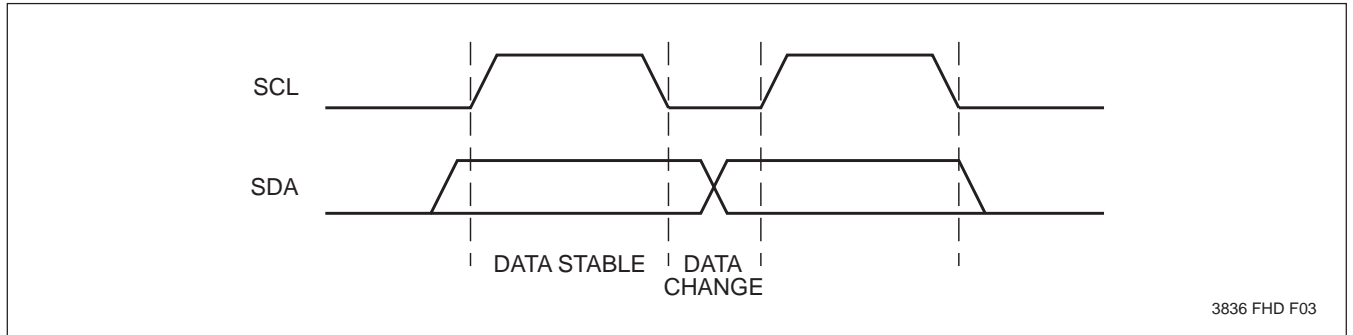 SCL
SDA
DATA STABLE
DATA
CHANGE
3836 FHD F03